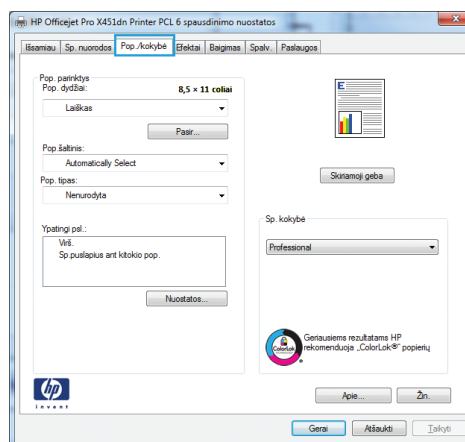 HP Officejet Pro X451dn Printer PCL 6 spausdinimo nuostatos
Išsamiau Sp. nuorodos Pop./kokybė Efektai Baigimas Spalv. Paslaugos
Pop. parinktys
Pop. dydžiai: 8,5 × 11 coliai
Laiškas
Pasir...
Pop.šaltinis:
Automatically Select
Pop. tipas:
Nenurodyta
Ypatingi psl.:
Virš.
Sp.puslapius ant kitokio pop.
Nuostatos...
E
Skiriamoji geba
Sp. kokybė
Professional
ColorLok
Geriausiems rezultatams HP
rekomenduoja „ColorLok®" popierių
hp
invent
Apie... Žin.
Gerai Atšaukti Taikyti